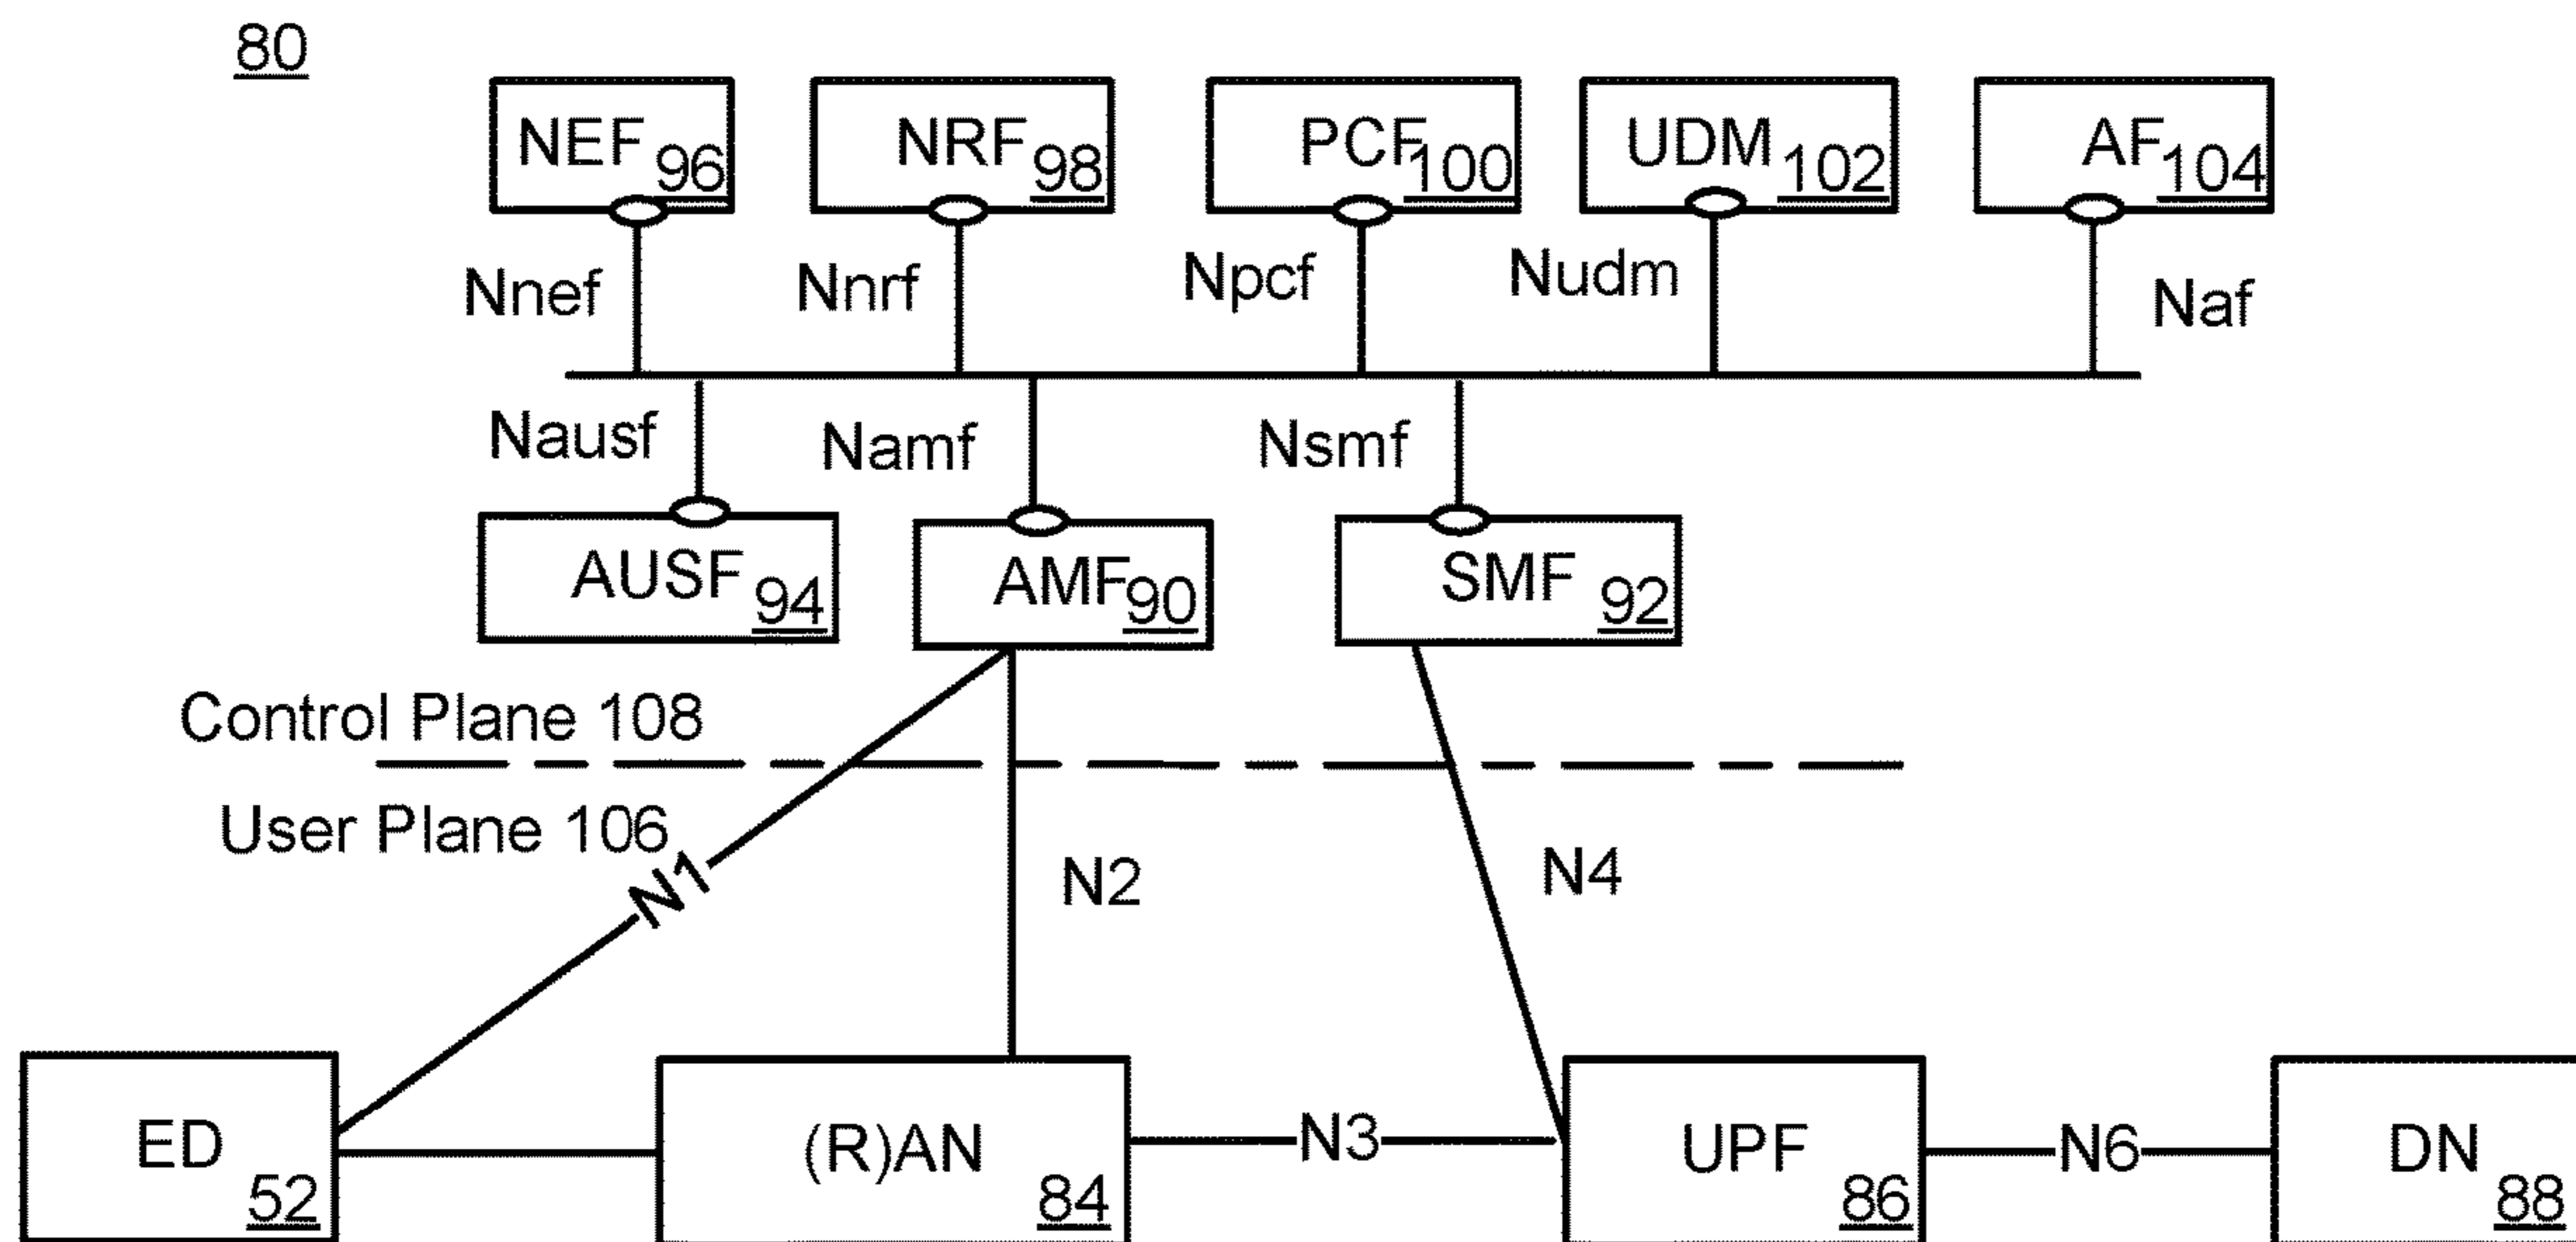 80
NEF 96
NRF 98
PCF 100
UDM 102
AF 104
Nnef
Nnrf
Npcf
Nudm
Naf
Nausf
Namf
Nsmf
AUSF 94
AMF 90
SMF 92
Control Plane 108
User Plane 106
N1
N2
N4
ED 52
(R)AN 84
N3
UPF 86
N6
DN 88